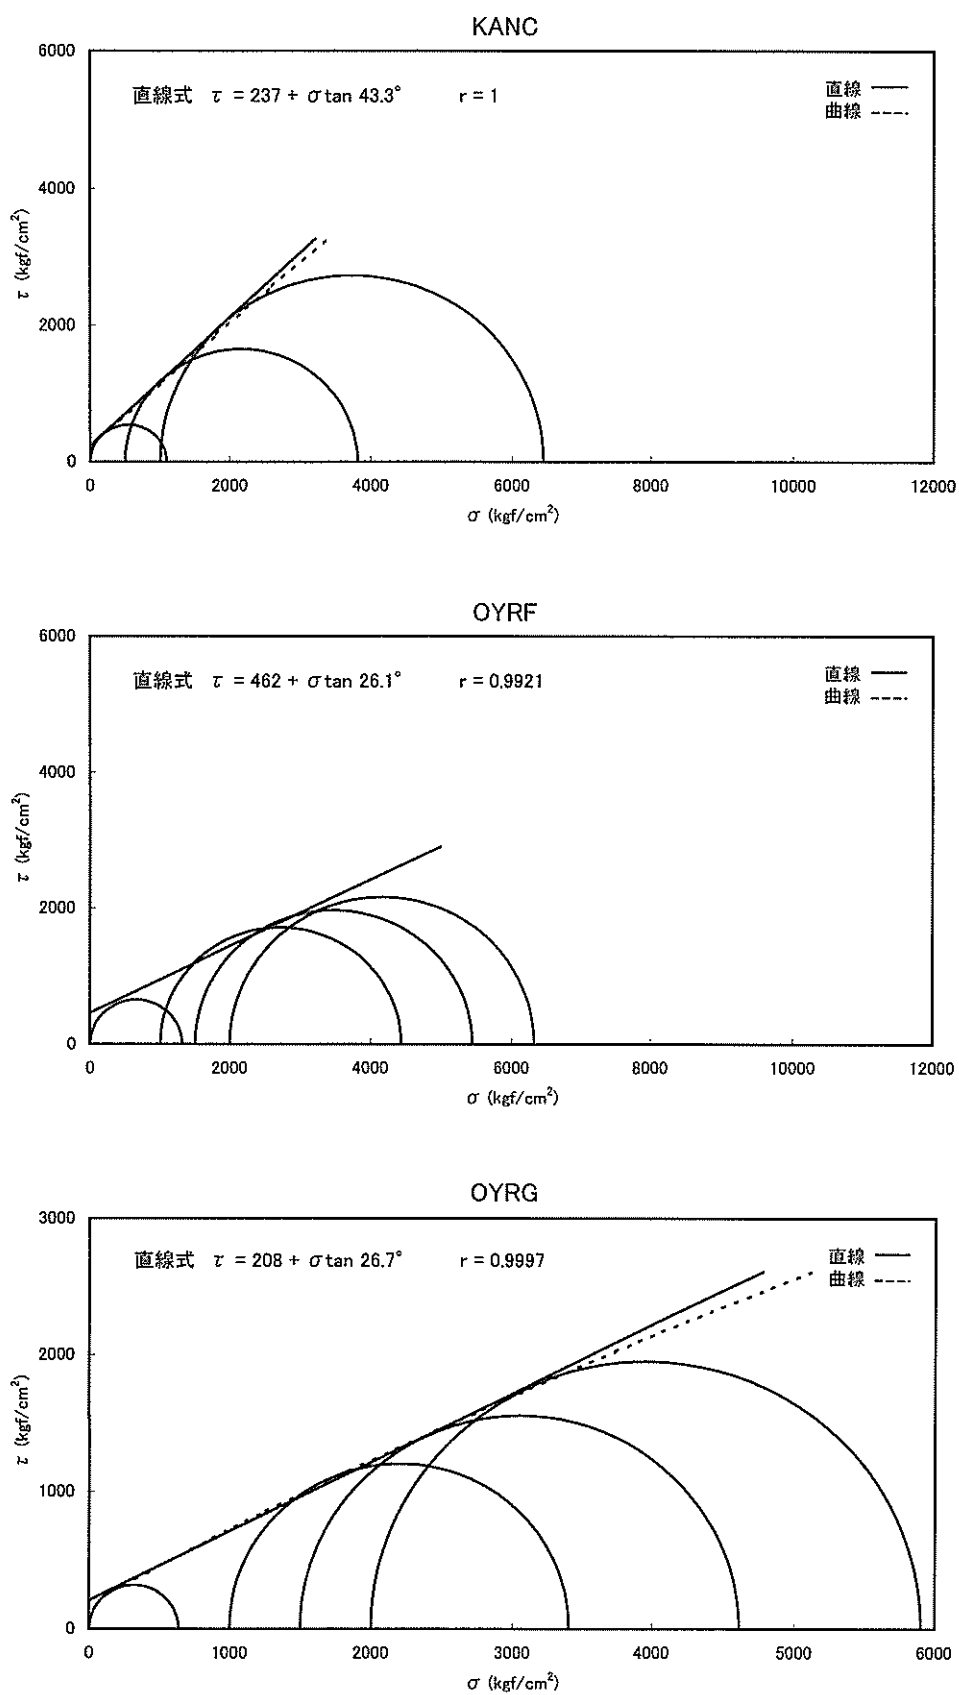 KANC
6000
直線式 τ = 237 + σ tan 43.3° r = 1
直線
曲線
4000
τ (kgf/cm²)
2000
0
0 2000 4000 6000 8000 10000 12000
σ (kgf/cm²)
OYRF
6000
直線式 τ = 462 + σ tan 26.1° r = 0.9921
直線
曲線
4000
τ (kgf/cm²)
2000
0
0 2000 4000 6000 8000 10000 12000
σ (kgf/cm²)
OYRG
3000
直線式 τ = 208 + σ tan 26.7° r = 0.9997
直線
曲線
2000
τ (kgf/cm²)
1000
0
0 1000 2000 3000 4000 5000 6000
σ (kgf/cm²)